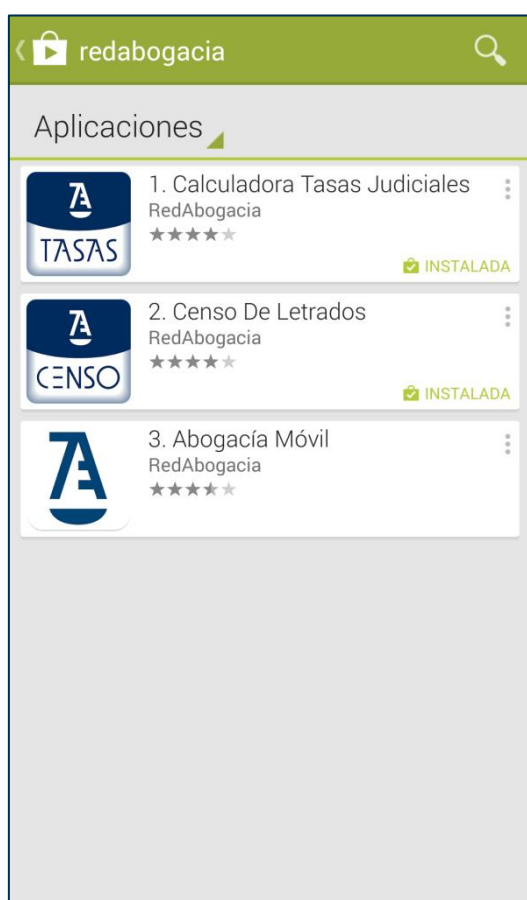 redabogacia
Aplicaciones
1. Calculadora Tasas Judiciales
RedAbogacia
TASAS
INSTALADA
2. Censo De Letrados
RedAbogacia
CENSO
INSTALADA
3. Abogacía Móvil
RedAbogacia